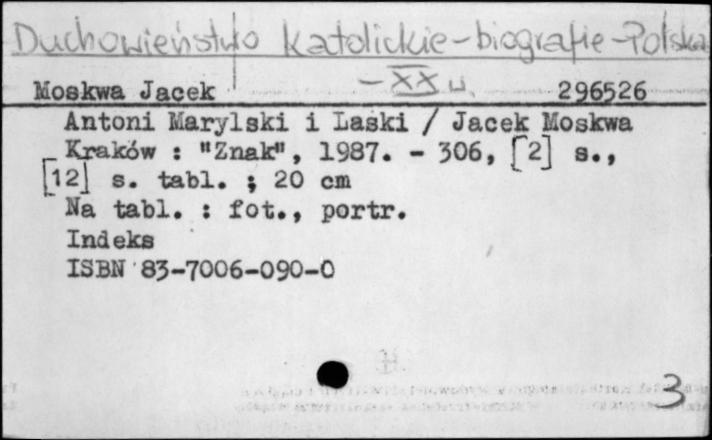 Duchowieństwo katolickie - biografie - Polska
- XX w.
Moskwa Jacek 296526
Antoni Marylski i Laski / Jacek Moskwa
Kraków : "Znak", 1987. - 306, [2] s.,
[12] s. tabl. ; 20 cm
Na tabl. : fot., portr.
Indeks
ISBN 83-7006-090-0
3